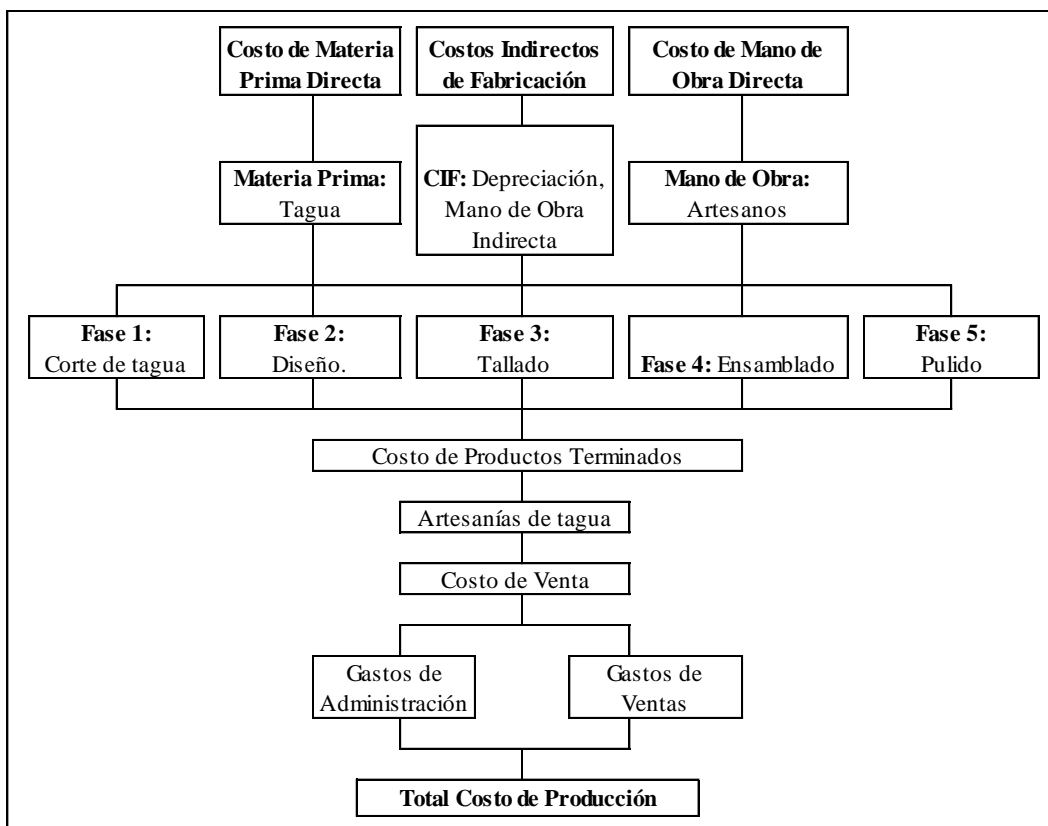 Costo de Materia
Prima Directa
Costos Indirectos
de Fabricación
Costo de Mano de
Obra Directa
Materia Prima:
Tagua
CIF: Depreciación,
Mano de Obra
Indirecta
Mano de Obra:
Artesanos
Fase 1:
Corte de tagua
Fase 2:
Diseño.
Fase 3:
Tallado
Fase 4: Ensamblado
Fase 5:
Pulido
Costo de Productos Terminados
Artesanías de tagua
Costo de Venta
Gastos de
Administración
Gastos de
Ventas
Total Costo de Producción